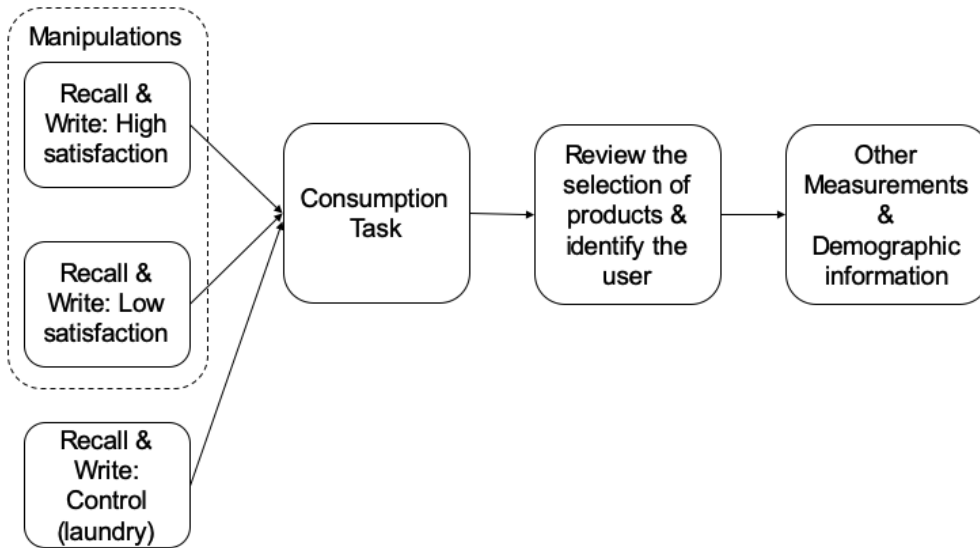 Manipulations
Recall &
Write: High
satisfaction
Recall &
Write: Low
satisfaction
Recall &
Write:
Control
(laundry)
Consumption
Task
Review the
selection of
products &
identify the
user
Other
Measurements
&
Demographic
information